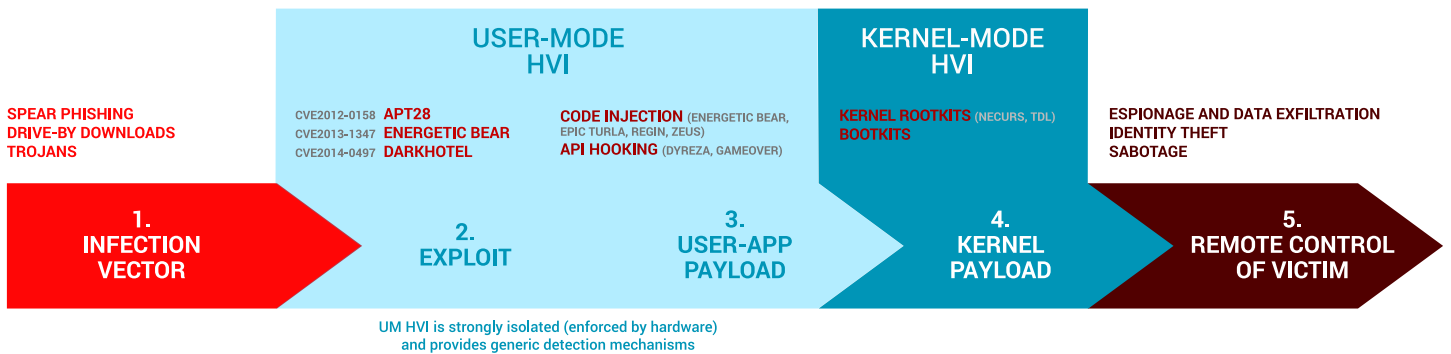 USER-MODE
HVI
KERNEL-MODE
HVI
SPEAR PHISHING
DRIVE-BY DOWNLOADS
TROJANS
CVE2012-0158 APT28
CVE2013-1347 ENERGETIC BEAR
CVE2014-0497 DARKHOTEL
CODE INJECTION (ENERGETIC BEAR,
EPIC TURLA, REGIN, ZEUS)
API HOOKING (DYREZA, GAMEOVER)
KERNEL ROOTKITS (NECURS, TDL)
BOOTKITS
ESPIONAGE AND DATA EXFILTRATION
IDENTITY THEFT
SABOTAGE
1.
INFECTION
VECTOR
2.
EXPLOIT
3.
USER-APP
PAYLOAD
4.
KERNEL
PAYLOAD
5.
REMOTE CONTROL
OF VICTIM
UM HVI is strongly isolated (enforced by hardware)
and provides generic detection mechanisms